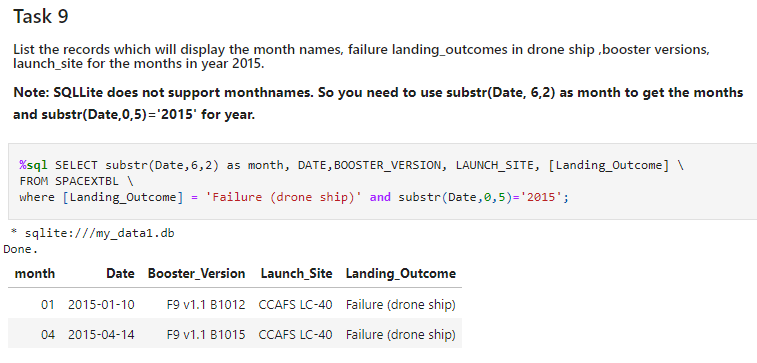 Task 9
List the records which will display the month names, failure landing_outcomes in drone ship ,booster versions,
launch_site for the months in year 2015.
Note: SQLLite does not support monthnames. So you need to use substr(Date, 6,2) as month to get the months
and substr(Date,0,5)='2015' for year.
%sql SELECT substr(Date,6,2) as month, DATE,BOOSTER_VERSION, LAUNCH_SITE, [Landing_Outcome] \
FROM SPACEXTBL \
where [Landing_Outcome] = 'Failure (drone ship)' and substr(Date,0,5)='2015';
* sqlite:///my_data1.db
Done.
month Date Booster_Version Launch_Site Landing_Outcome
01 2015-01-10 F9 v1.1 B1012 CCAFS LC-40 Failure (drone ship)
04 2015-04-14 F9 v1.1 B1015 CCAFS LC-40 Failure (drone ship)